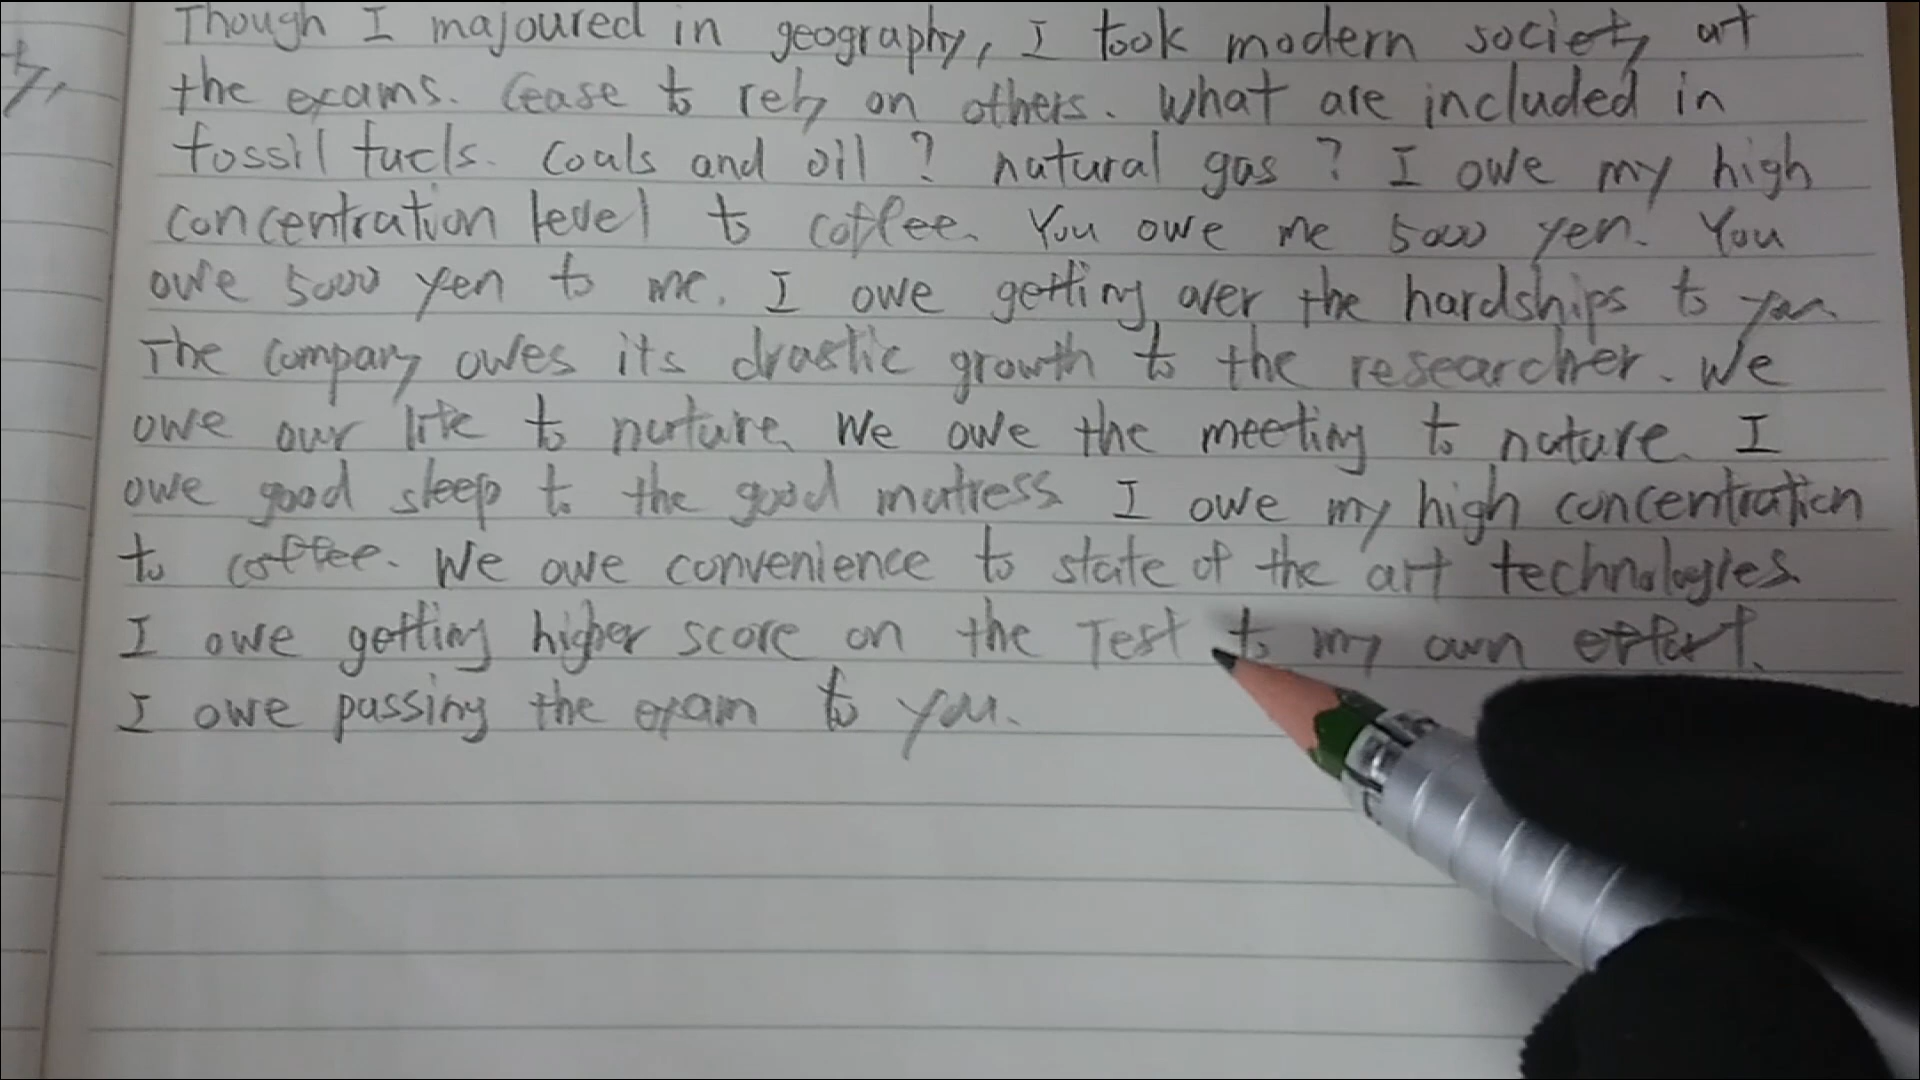 Though I majoured in geography, I took modern society at
the exams. Cease to rely on others. What are included in
fossil fuels. Coals and oil ? natural gas ? I owe my high
concentration level to coffee. You owe me 5000 yen. You
owe 5000 yen to me. I owe getting over the hardships to you.
The company owes its drastic growth to the researcher. We
owe our life to nurture. We owe the meeting to nature. I
owe good sleep to the good matress. I owe my high concentration
to coffee. We owe convenience to state of the art technologies.
I owe getting higher score on the Test to my own effort.
I owe passing the exam to you.